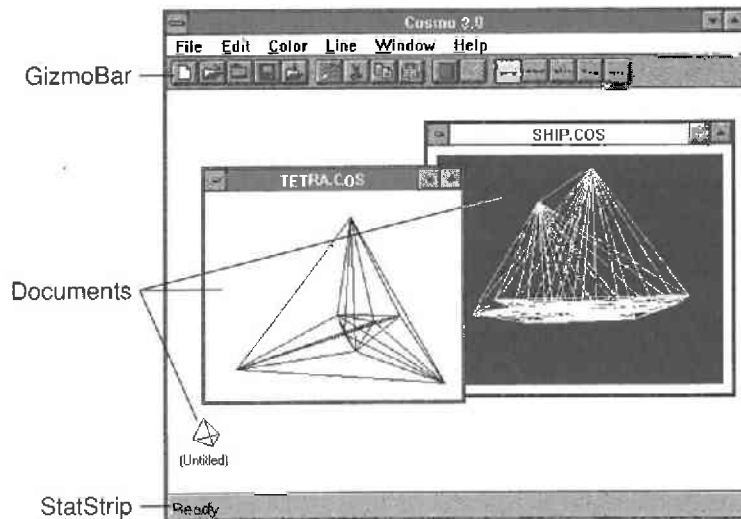 Cosmo 2.0
File Edit Color Line Window Help
GizmoBar
SHIP.COS
TETRA.COS
Documents
(Untitled)
StatStrip
Ready